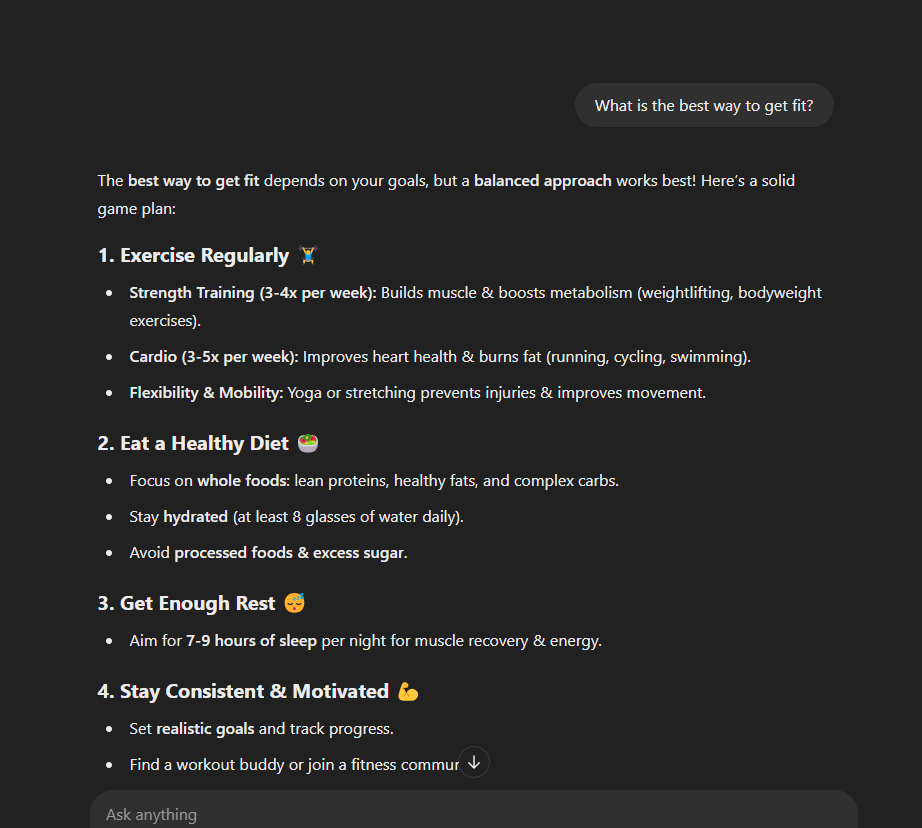 What is the best way to get fit?
The best way to get fit depends on your goals, but a balanced approach works best! Here's a solid
game plan:
1. Exercise Regularly 🏋️
• Strength Training (3-4x per week): Builds muscle & boosts metabolism (weightlifting, bodyweight
exercises).
• Cardio (3-5x per week): Improves heart health & burns fat (running, cycling, swimming).
• Flexibility & Mobility: Yoga or stretching prevents injuries & improves movement.
2. Eat a Healthy Diet 🥗
• Focus on whole foods: lean proteins, healthy fats, and complex carbs.
• Stay hydrated (at least 8 glasses of water daily).
• Avoid processed foods & excess sugar.
3. Get Enough Rest 😴
• Aim for 7-9 hours of sleep per night for muscle recovery & energy.
4. Stay Consistent & Motivated 💪
• Set realistic goals and track progress.
• Find a workout buddy or join a fitness
Ask anything